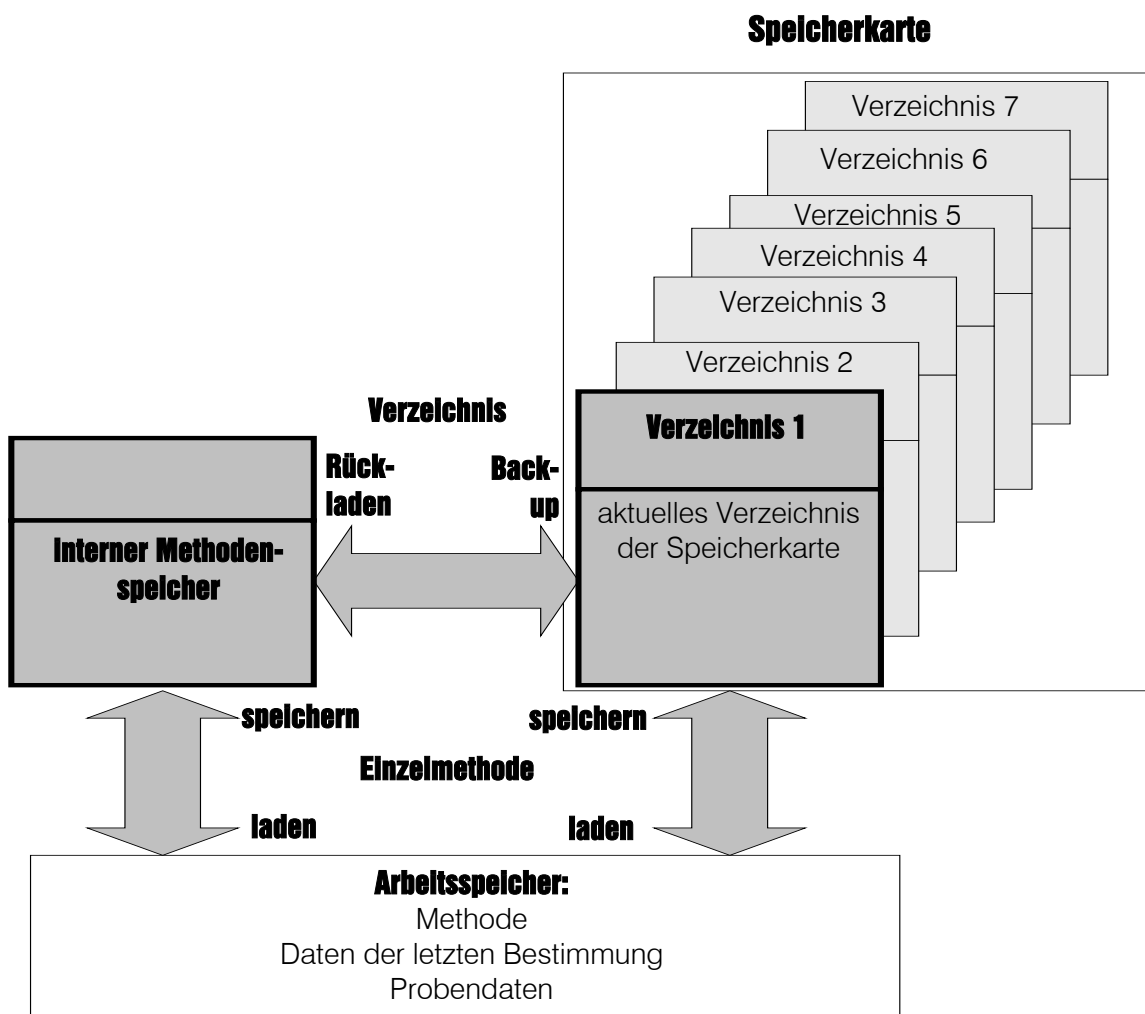 Speicherkarte
Verzeichnis 7
Verzeichnis 6
Verzeichnis 5
Verzeichnis 4
Verzeichnis 3
Verzeichnis 2
Verzeichnis
Verzeichnis 1
Rück-
laden
Back-
up
aktuelles Verzeichnis
der Speicherkarte
Interner Methoden-
speicher
speichern
speichern
Einzelmethode
laden
laden
Arbeitsspeicher:
Methode
Daten der letzten Bestimmung
Probendaten